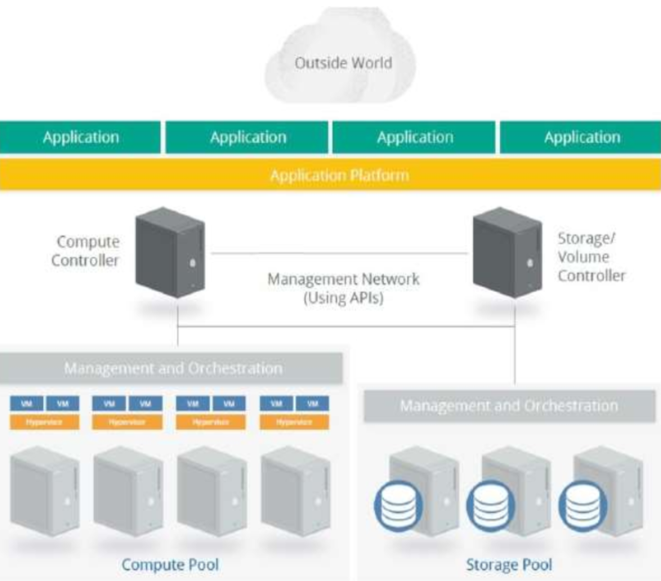 Outside World
Application Application Application Application
Application Platform
Compute
Controller
Storage/
Volume
Controller
Management Network
(Using APIs)
Management and Orchestration
VM VM VM VM VM VM VM VM
Hypervisor Hypervisor Hypervisor Hypervisor
Compute Pool
Management and Orchestration
Storage Pool